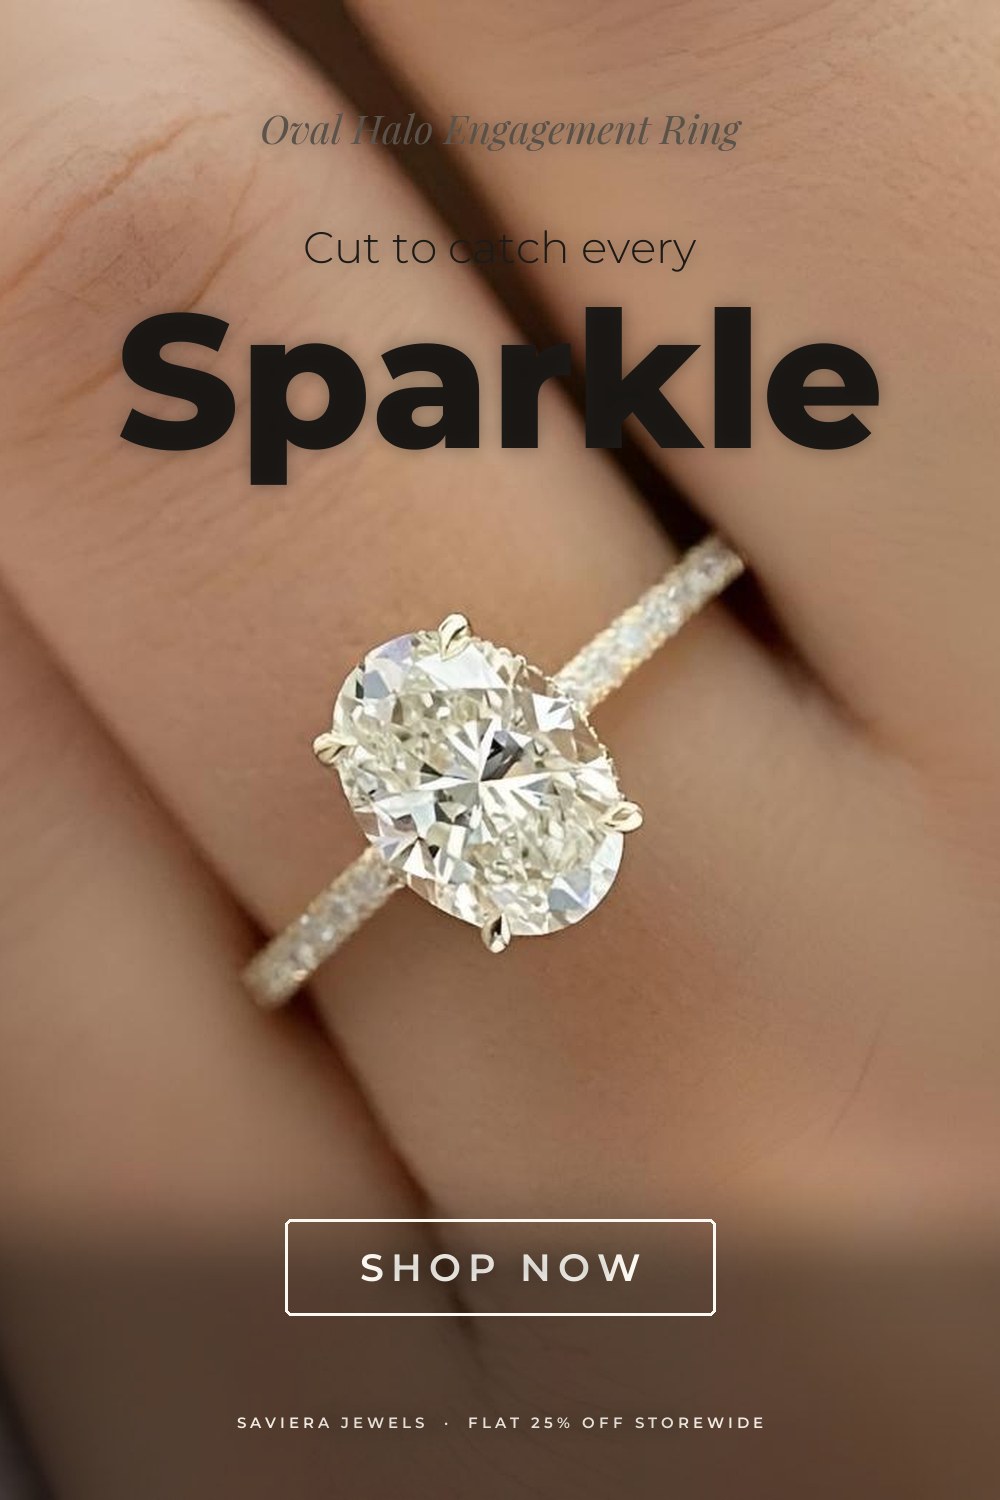 Oval Halo Engagement Ring
Cut to catch every
Sparkle
SHOP NOW
SAVIERA JEWELS · FLAT 25% OFF STOREWIDE